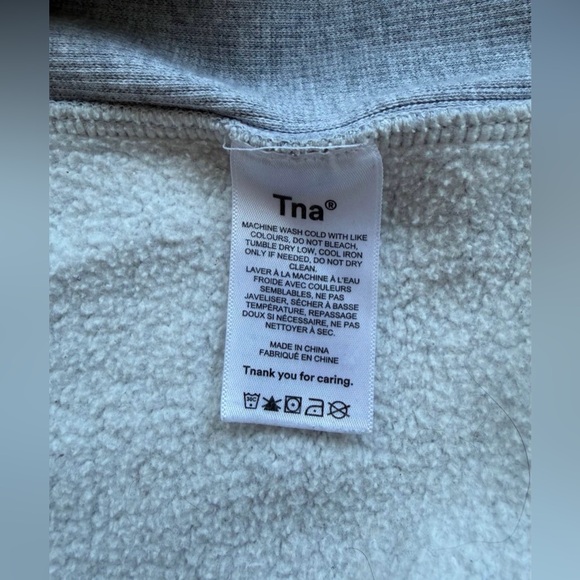 Tna®
MACHINE WASH COLD WITH LIKE
COLOURS, DO NOT BLEACH,
TUMBLE DRY LOW, COOL IRON
ONLY IF NEEDED, DO NOT DRY
CLEAN.
LAVER À LA MACHINE À L'EAU
FROIDE AVEC COULEURS
SEMBLABLES, NE PAS
JAVELISER, SÉCHER À BASSE
TEMPÉRATURE, REPASSAGE
DOUX SI NÉCESSAIRE, NE PAS
NETTOYER À SEC.
MADE IN CHINA
FABRIQUÉ EN CHINE
Tnank you for caring.
30C